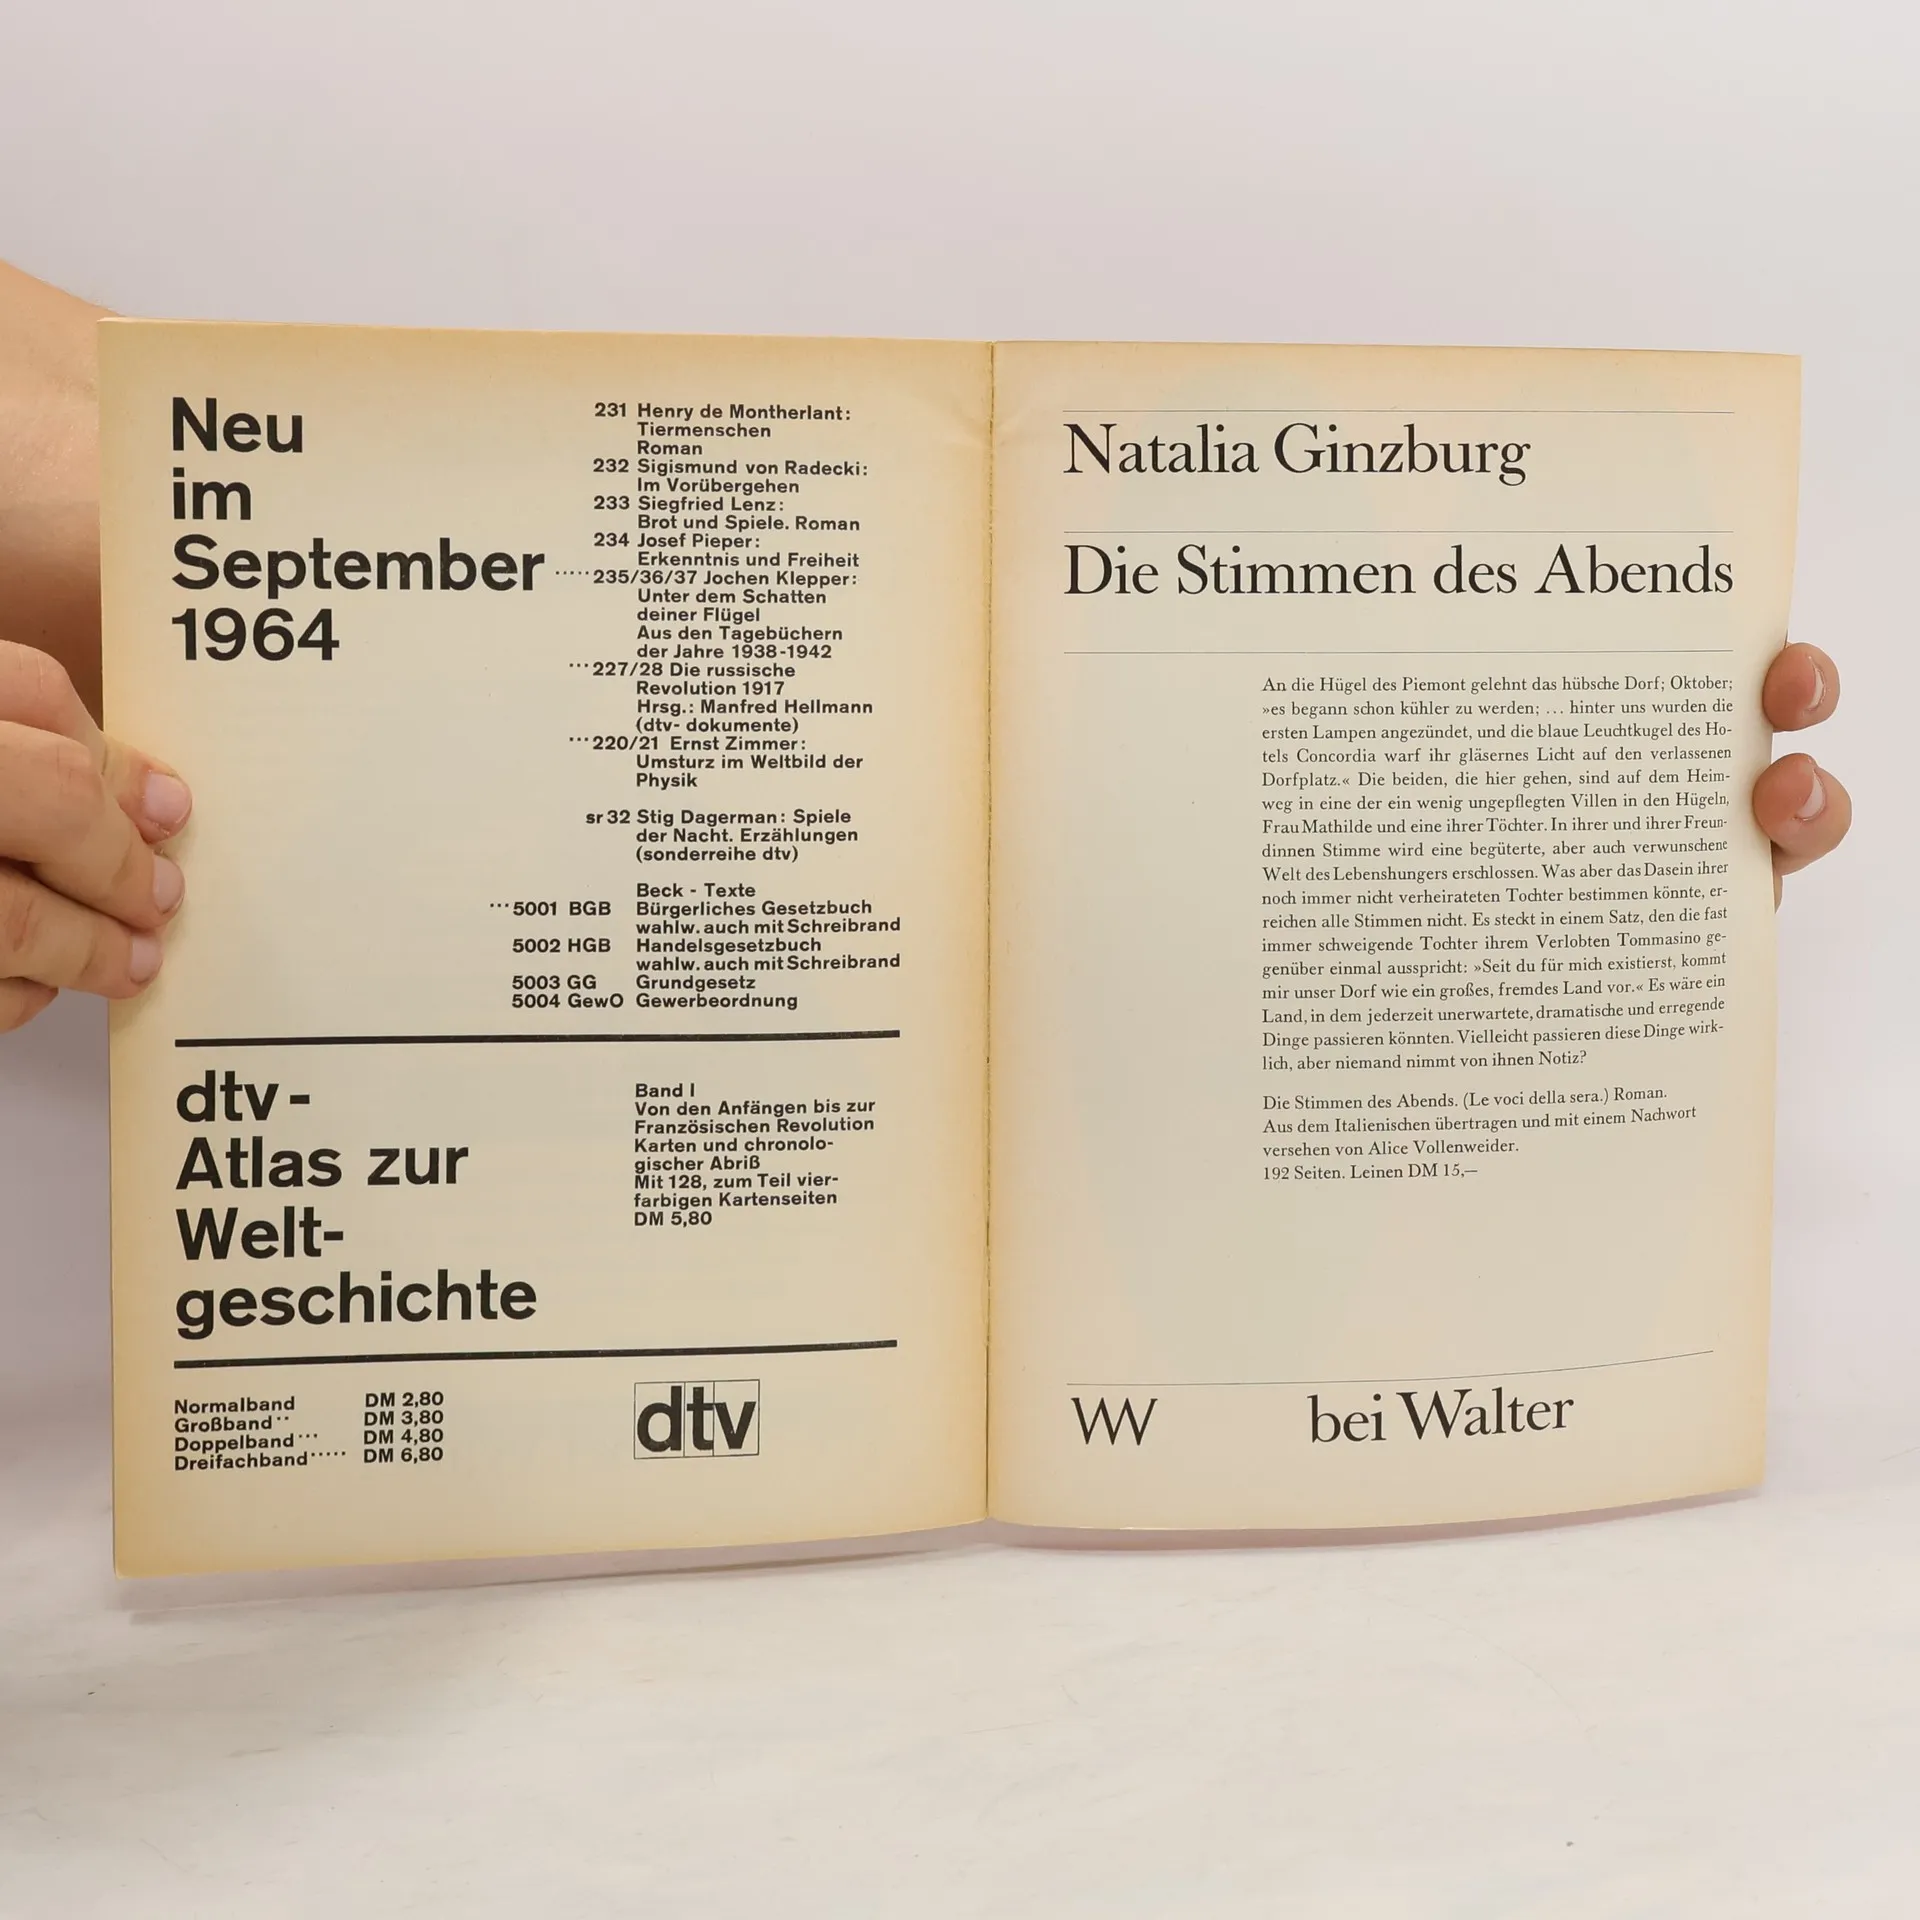 Neu
im
September
1964
231 Henry de Montherlant:
Tiermenschen
Roman
232 Sigismund von Radecki:
Im Vorübergehen
233 Siegfried Lenz:
Brot und Spiele. Roman
234 Josef Pieper:
Erkenntnis und Freiheit
·····235/36/37 Jochen Klepper:
Unter dem Schatten
deiner Flügel
Aus den Tagebüchern
der Jahre 1938-1942
···227/28 Die russische
Revolution 1917
Hrsg.: Manfred Hellmann
(dtv- dokumente)
···220/21 Ernst Zimmer:
Umsturz im Weltbild der
Physik
sr 32 Stig Dagerman: Spiele
der Nacht. Erzählungen
(sonderreihe dtv)
Beck - Texte
···5001 BGB Bürgerliches Gesetzbuch
wahlw. auch mit Schreibrand
5002 HGB Handelsgesetzbuch
wahlw. auch mit Schreibrand
5003 GG Grundgesetz
5004 GewO Gewerbeordnung
dtv-
Atlas zur
Welt-
geschichte
Band I
Von den Anfängen bis zur
Französischen Revolution
Karten und chronolo-
gischer Abriß
Mit 128, zum Teil vier-
farbigen Kartenseiten
DM 5,80
Normalband DM 2,80
Großband·· DM 3,80
Doppelband··· DM 4,80
Dreifachband····· DM 6,80
dtv
Natalia Ginzburg
Die Stimmen des Abends
An die Hügel des Piemont gelehnt das hübsche Dorf; Oktober;
»es begann schon kühler zu werden; ... hinter uns wurden die
ersten Lampen angezündet, und die blaue Leuchtkugel des Ho-
tels Concordia warf ihr gläsernes Licht auf den verlassenen
Dorfplatz.« Die beiden, die hier gehen, sind auf dem Heim-
weg in eine der ein wenig ungepflegten Villen in den Hügeln,
Frau Mathilde und eine ihrer Töchter. In ihrer und ihrer Freun-
dinnen Stimme wird eine begüterte, aber auch verwunschene
Welt des Lebenshungers erschlossen. Was aber das Dasein ihrer
noch immer nicht verheirateten Tochter bestimmen könnte, er-
reichen alle Stimmen nicht. Es steckt in einem Satz, den die fast
immer schweigende Tochter ihrem Verlobten Tommasino ge-
genüber einmal ausspricht: »Seit du für mich existierst, kommt
mir unser Dorf wie ein großes, fremdes Land vor.« Es wäre ein
Land, in dem jederzeit unerwartete, dramatische und erregende
Dinge passieren könnten. Vielleicht passieren diese Dinge wirk-
lich, aber niemand nimmt von ihnen Notiz?
Die Stimmen des Abends. (Le voci della sera.) Roman.
Aus dem Italienischen übertragen und mit einem Nachwort
versehen von Alice Vollenweider.
192 Seiten. Leinen DM 15,—
W bei Walter